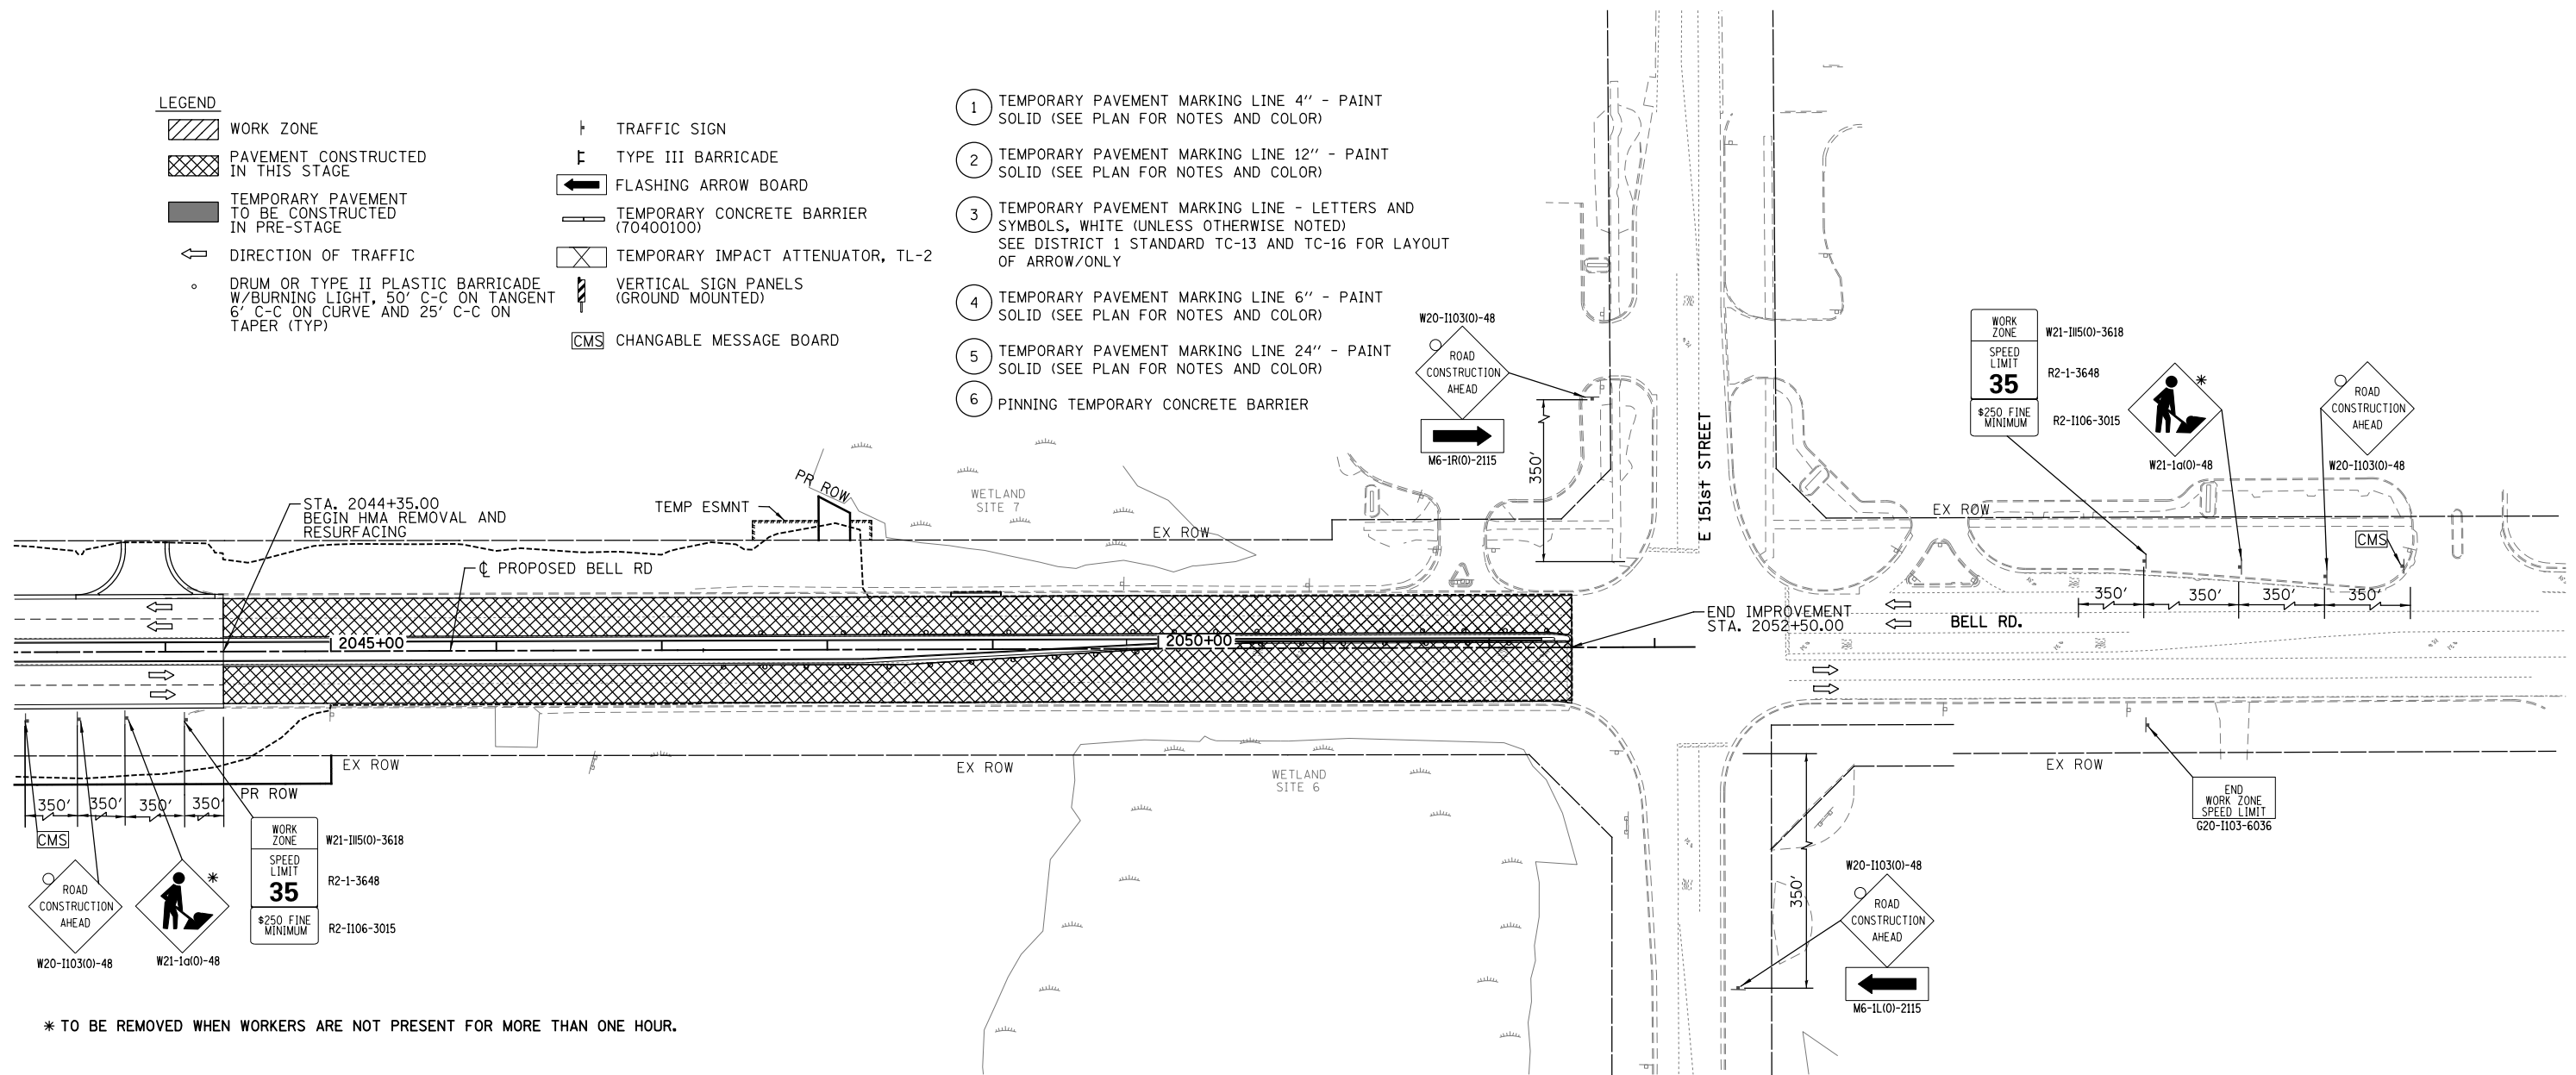 LEGEND
WORK ZONE
PAVEMENT CONSTRUCTED
IN THIS STAGE
TEMPORARY PAVEMENT
TO BE CONSTRUCTED
IN PRE-STAGE
DIRECTION OF TRAFFIC
DRUM OR TYPE II PLASTIC BARRICADE
W/BURNING LIGHT, 50' C-C ON TANGENT
6' C-C ON CURVE AND 25' C-C ON
TAPER (TYP)
TRAFFIC SIGN
TYPE III BARRICADE
FLASHING ARROW BOARD
TEMPORARY CONCRETE BARRIER
(70400100)
TEMPORARY IMPACT ATTENUATOR, TL-2
VERTICAL SIGN PANELS
(GROUND MOUNTED)
CMS CHANGABLE MESSAGE BOARD
1 TEMPORARY PAVEMENT MARKING LINE 4'' - PAINT
SOLID (SEE PLAN FOR NOTES AND COLOR)
2 TEMPORARY PAVEMENT MARKING LINE 12'' - PAINT
SOLID (SEE PLAN FOR NOTES AND COLOR)
3 TEMPORARY PAVEMENT MARKING LINE - LETTERS AND
SYMBOLS, WHITE (UNLESS OTHERWISE NOTED)
SEE DISTRICT 1 STANDARD TC-13 AND TC-16 FOR LAYOUT
OF ARROW/ONLY
4 TEMPORARY PAVEMENT MARKING LINE 6'' - PAINT
SOLID (SEE PLAN FOR NOTES AND COLOR)
5 TEMPORARY PAVEMENT MARKING LINE 24'' - PAINT
SOLID (SEE PLAN FOR NOTES AND COLOR)
6 PINNING TEMPORARY CONCRETE BARRIER
W20-I103(O)-48
ROAD
CONSTRUCTION
AHEAD
M6-1R(O)-2115
350'
E 151st STREET
WORK
ZONE
SPEED
LIMIT
35
$250 FINE
MINIMUM
W21-I115(O)-3618
R2-1-3648
R2-I106-3015
*
W21-1a(O)-48
ROAD
CONSTRUCTION
AHEAD
W20-I103(O)-48
CMS
EX ROW
350'
350'
350'
350'
BELL RD.
STA. 2044+35.00
BEGIN HMA REMOVAL AND
RESURFACING
℄ PROPOSED BELL RD
TEMP ESMNT
PR ROW
WETLAND
SITE 7
EX ROW
2045+00
2050+00
END IMPROVEMENT
STA. 2052+50.00
EX ROW
PR ROW
EX ROW
WETLAND
SITE 6
EX ROW
350'
350'
350'
350'
CMS
ROAD
CONSTRUCTION
AHEAD
W20-I103(O)-48
*
W21-1a(O)-48
WORK
ZONE
SPEED
LIMIT
35
$250 FINE
MINIMUM
W21-I115(O)-3618
R2-1-3648
R2-I106-3015
END
WORK ZONE
SPEED LIMIT
G20-I103-6036
350'
W20-I103(O)-48
ROAD
CONSTRUCTION
AHEAD
M6-1L(O)-2115
* TO BE REMOVED WHEN WORKERS ARE NOT PRESENT FOR MORE THAN ONE HOUR.